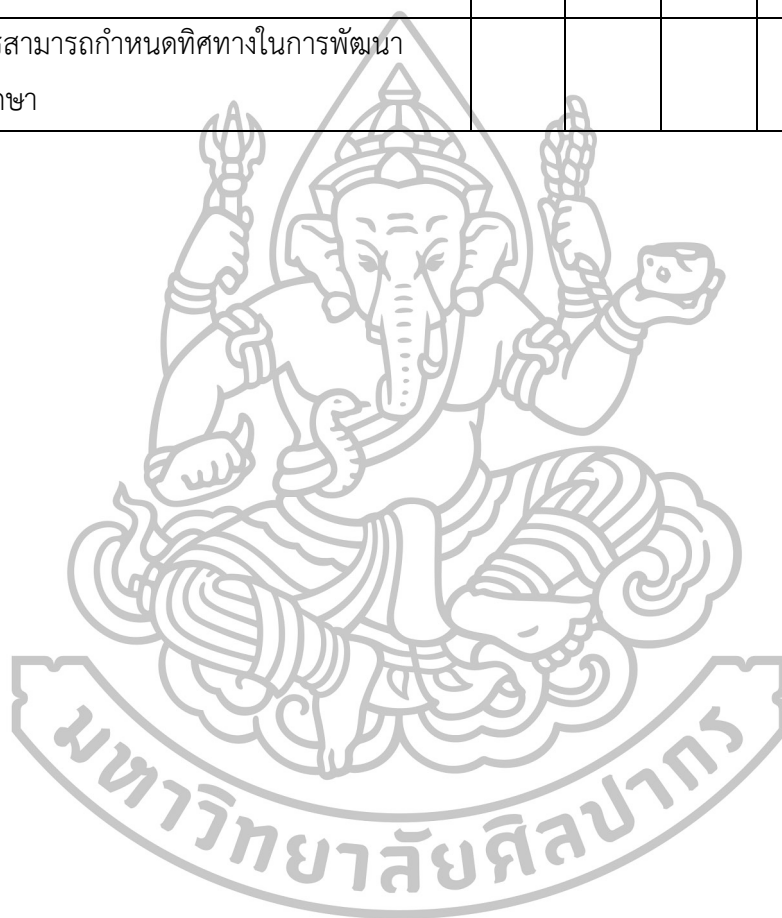 รสามารถกำหนดทิศทางในการพัฒนา
กษา
มหาวิทยาลัยศิลปากร